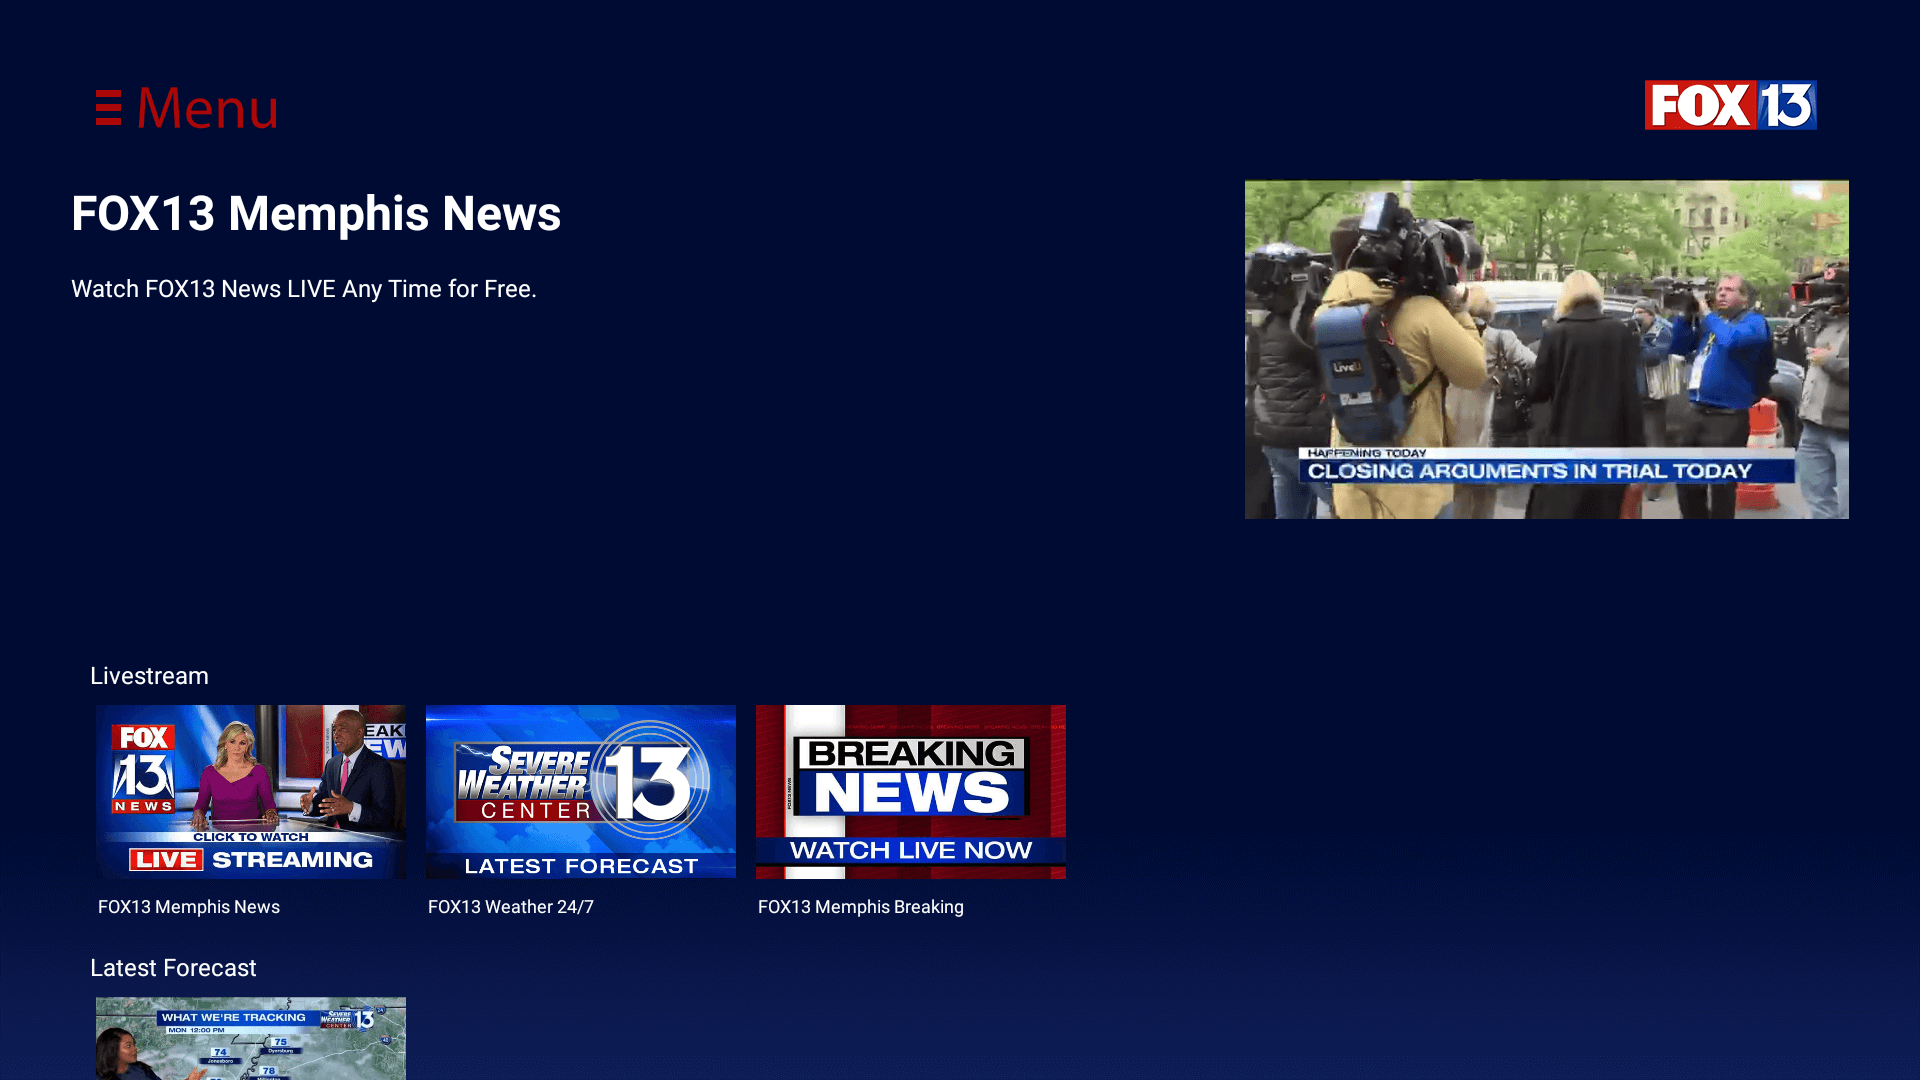 Menu
FOX 13
FOX13 Memphis News
Watch FOX13 News LIVE Any Time for Free.
LiveU
HAPPENING TODAY
CLOSING ARGUMENTS IN TRIAL TODAY
Livestream
FOX
13
NEWS
CLICK TO WATCH
LIVE STREAMING
SEVERE
WEATHER
CENTER
13
LATEST FORECAST
BREAKING
NEWS
WATCH LIVE NOW
FOX13 Memphis News
FOX13 Weather 24/7
FOX13 Memphis Breaking
Latest Forecast
WHAT WE'RE TRACKING
SEVERE
WEATHER
CENTER
13
MON 12:00 PM
75
Dyersburg
74
Jonesboro
78